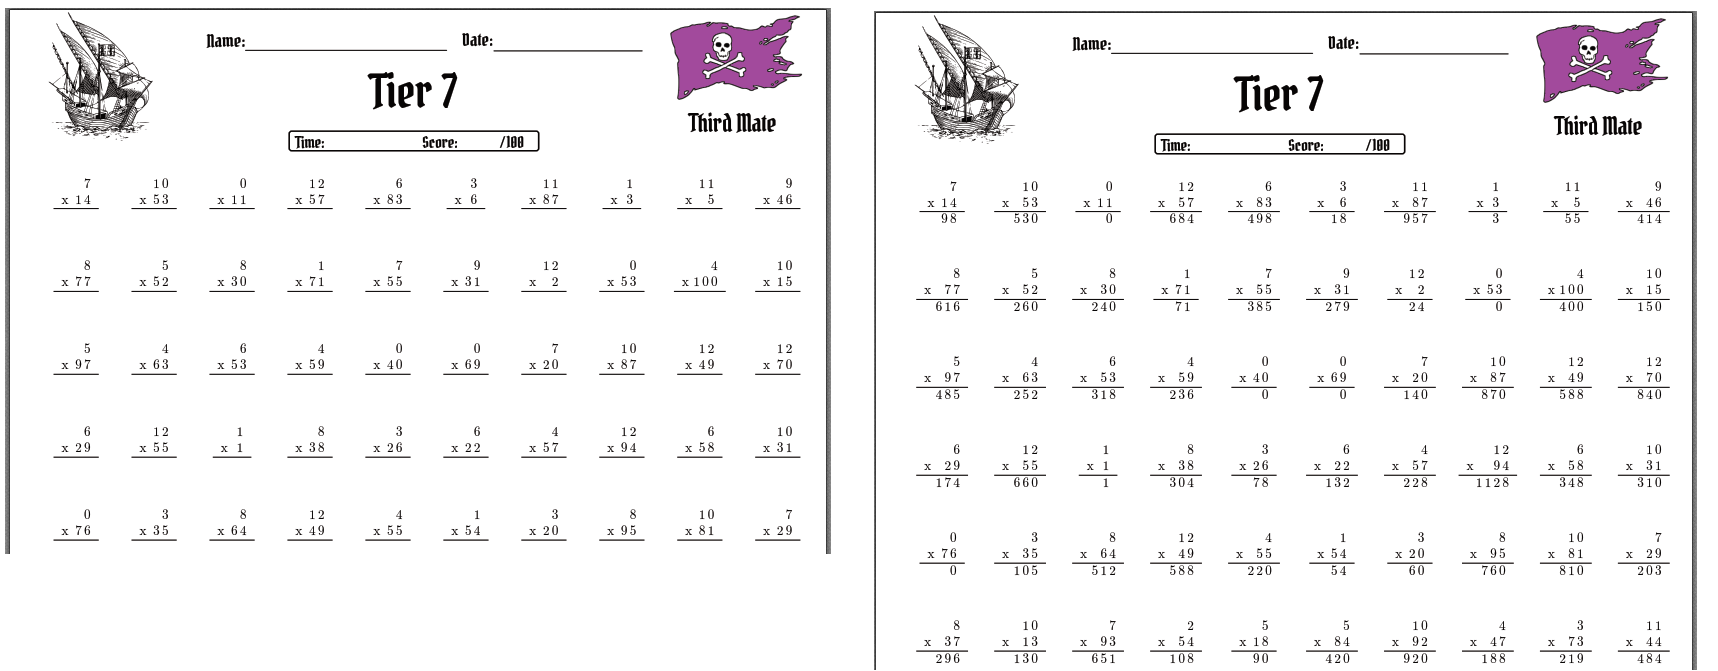 Name: Date:
Tier 7
Third Mate
Time: Score: /100
7 10 0 12 6 3 11 1 11 9
x 14 x 53 x 11 x 57 x 83 x 6 x 87 x 3 x 5 x 46
8 5 8 1 7 9 12 0 4 10
x 77 x 52 x 30 x 71 x 55 x 31 x 2 x 53 x 100 x 15
5 4 6 4 0 0 7 10 12 12
x 97 x 63 x 53 x 59 x 40 x 69 x 20 x 87 x 49 x 70
6 12 1 8 3 6 4 12 6 10
x 29 x 55 x 1 x 38 x 26 x 22 x 57 x 94 x 58 x 31
0 3 8 12 4 1 3 8 10 7
x 76 x 35 x 64 x 49 x 55 x 54 x 20 x 95 x 81 x 29
Name: Date:
Tier 7
Third Mate
Time: Score: /100
7 10 0 12 6 3 11 1 11 9
x 14 x 53 x 11 x 57 x 83 x 6 x 87 x 3 x 5 x 46
98 530 0 684 498 18 957 3 55 414
8 5 8 1 7 9 12 0 4 10
x 77 x 52 x 30 x 71 x 55 x 31 x 2 x 53 x 100 x 15
616 260 240 71 385 279 24 0 400 150
5 4 6 4 0 0 7 10 12 12
x 97 x 63 x 53 x 59 x 40 x 69 x 20 x 87 x 49 x 70
485 252 318 236 0 0 140 870 588 840
6 12 1 8 3 6 4 12 6 10
x 29 x 55 x 1 x 38 x 26 x 22 x 57 x 94 x 58 x 31
174 660 1 304 78 132 228 1128 348 310
0 3 8 12 4 1 3 8 10 7
x 76 x 35 x 64 x 49 x 55 x 54 x 20 x 95 x 81 x 29
0 105 512 588 220 54 60 760 810 203
8 10 7 2 5 5 10 4 3 11
x 37 x 13 x 93 x 54 x 18 x 84 x 92 x 47 x 73 x 44
296 130 651 108 90 420 920 188 219 484